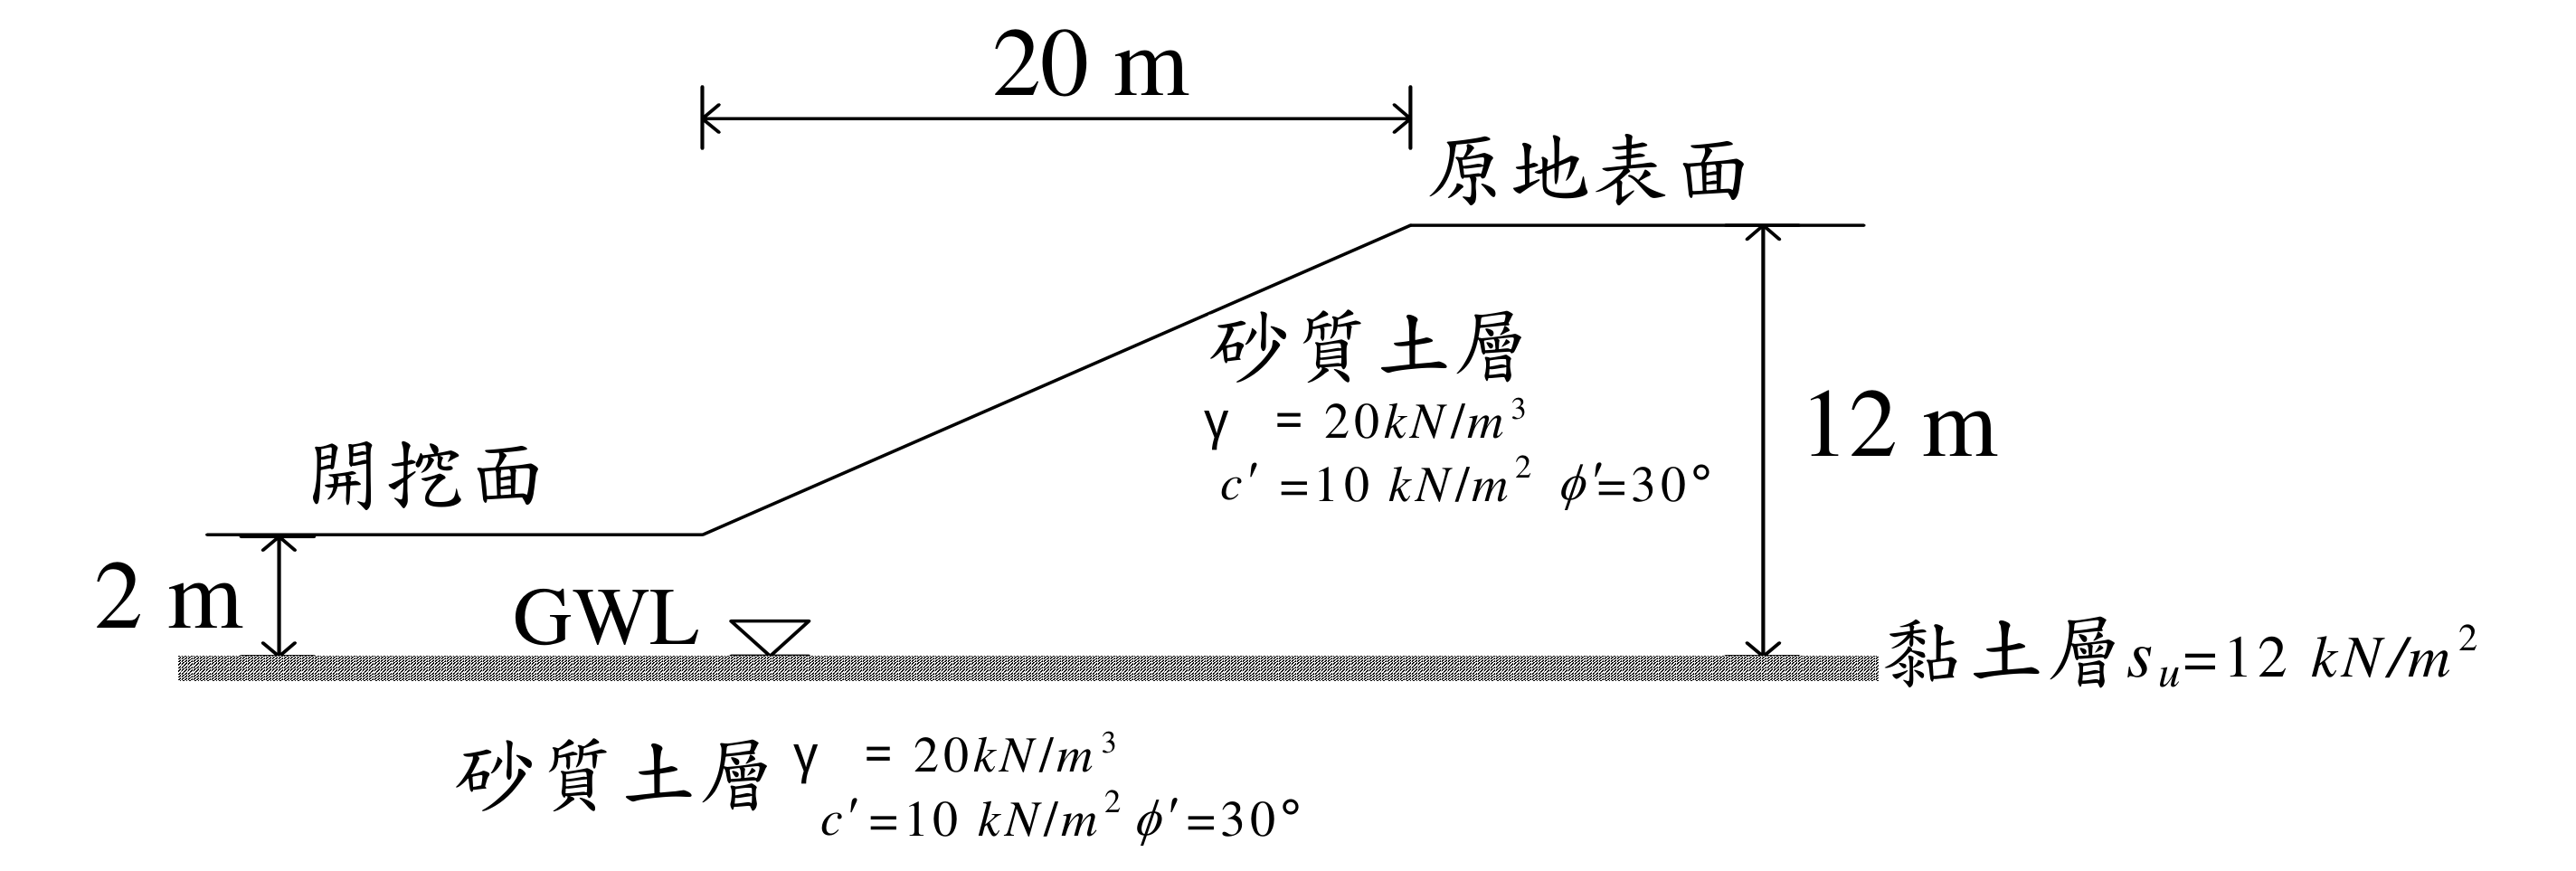 20 m
原地表面
砂質土層
γ = 20kN/m³
c′ =10 kN/m² ϕ′=30°
12 m
開挖面
2 m
GWL
黏土層 sᵤ=12 kN/m²
砂質土層 γ = 20kN/m³
c′=10 kN/m² ϕ′=30°